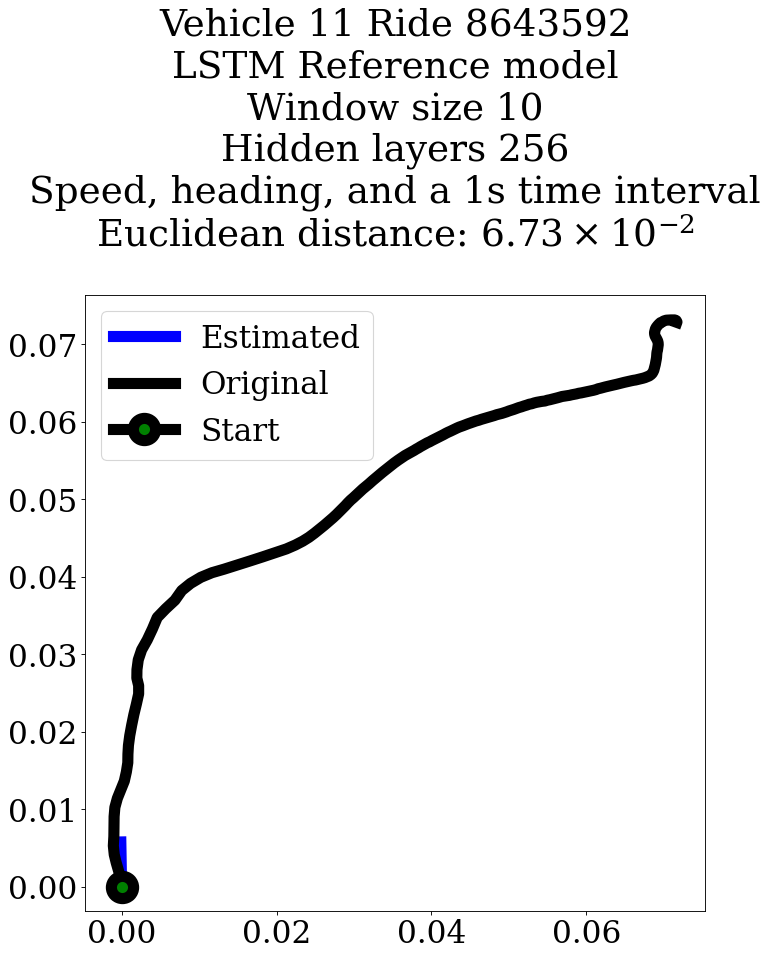 Vehicle 11 Ride 8643592
LSTM Reference model
Window size 10
Hidden layers 256
Speed, heading, and a 1s time interval
Euclidean distance: 6.73 × 10⁻²
Estimated
Original
Start
0.07
0.06
0.05
0.04
0.03
0.02
0.01
0.00
0.00 0.02 0.04 0.06